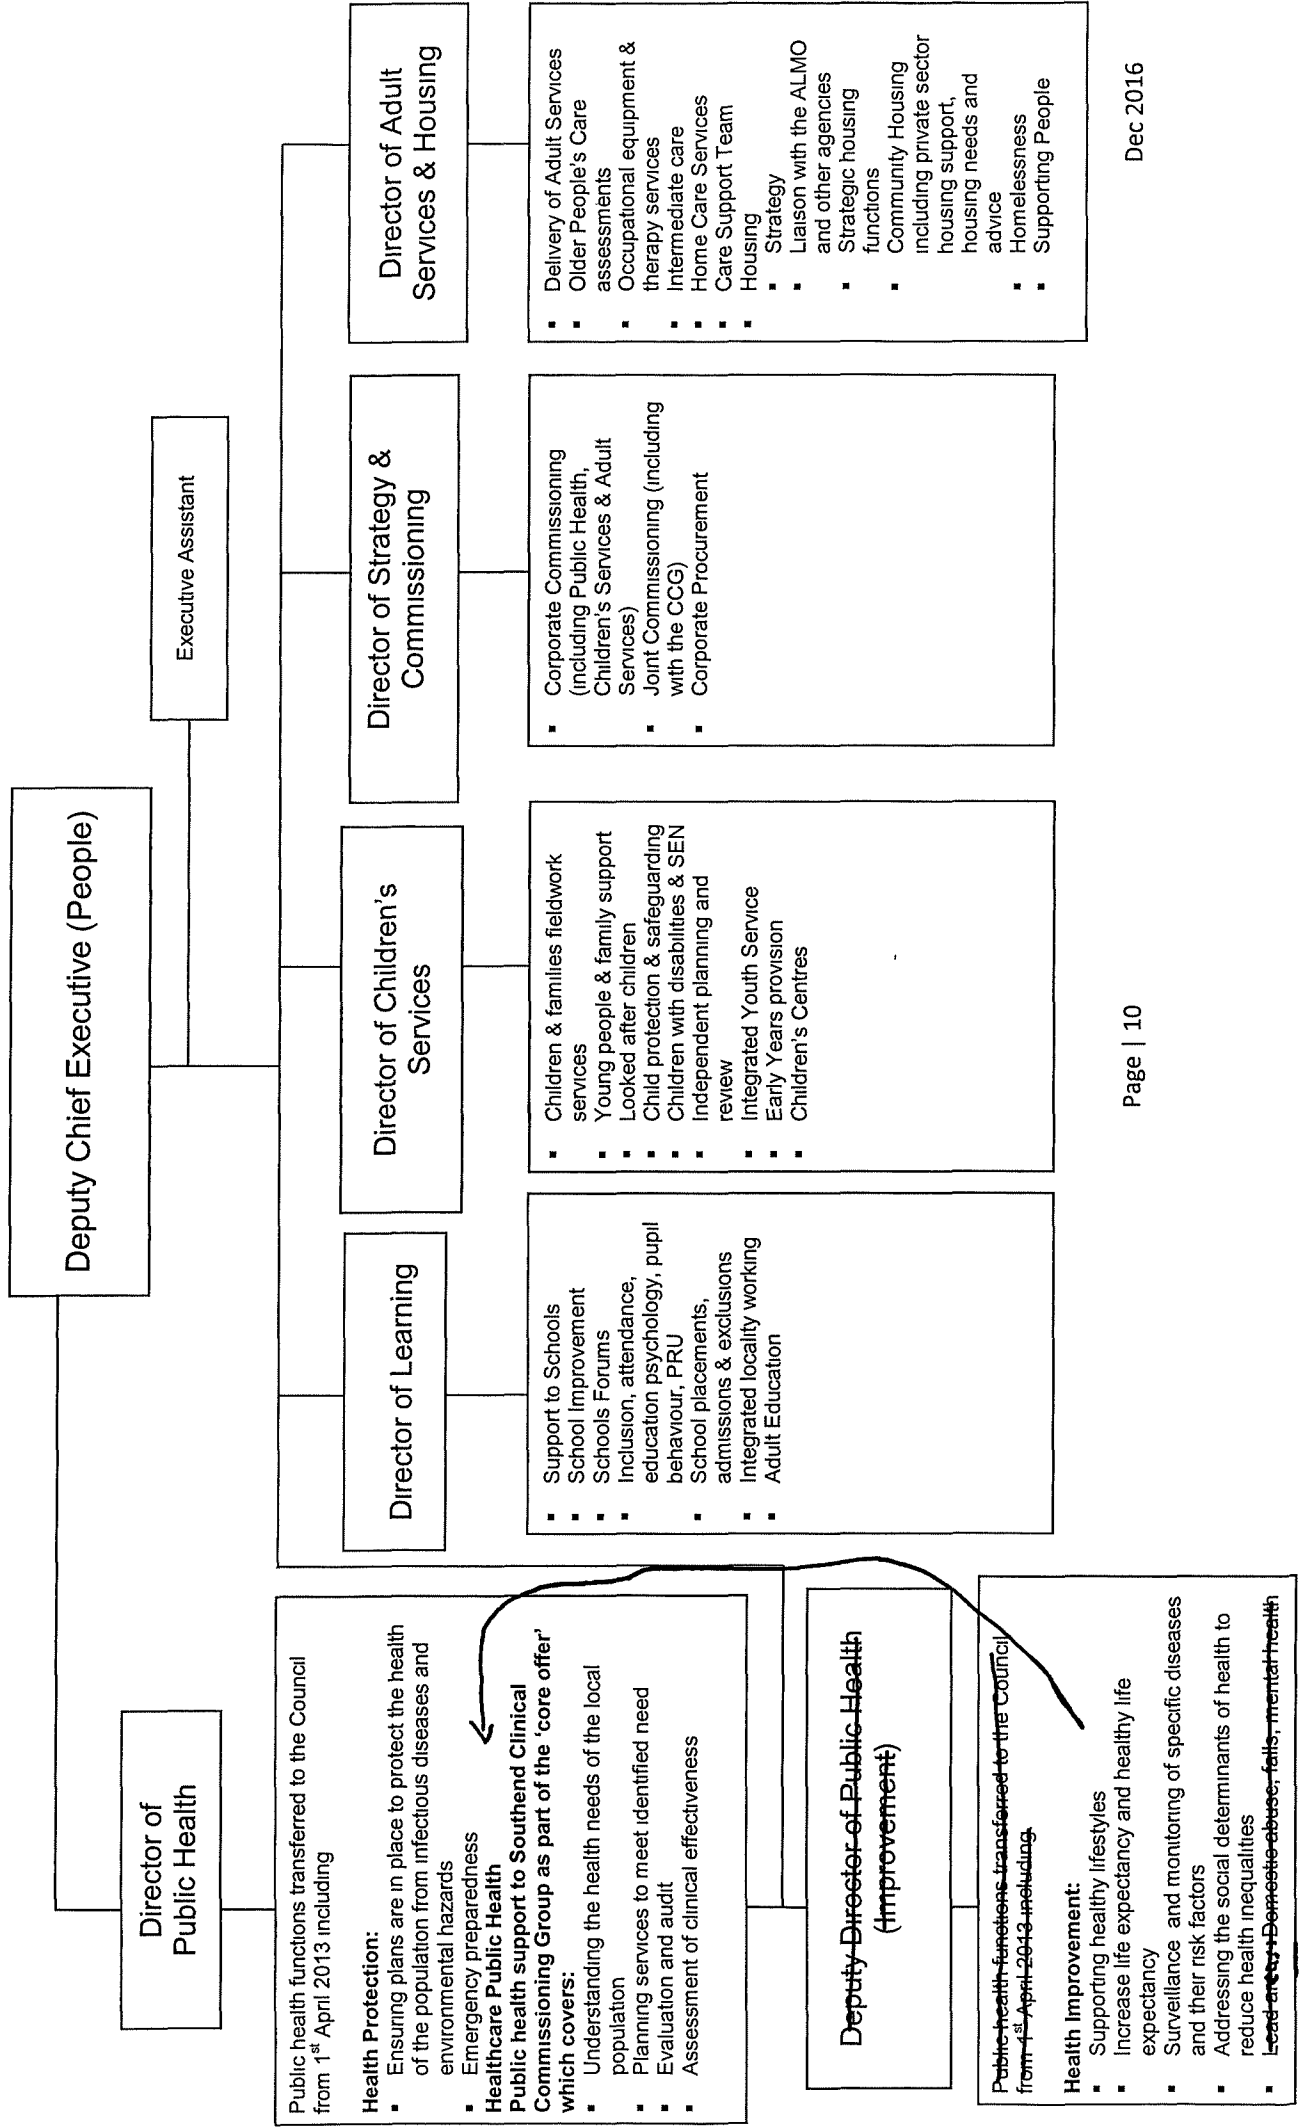 Deputy Chief Executive (People)
Executive Assistant
Director of
Public Health
Public health functions transferred to the Council
from 1st April 2013 including
Health Protection:
▪ Ensuring plans are in place to protect the health
of the population from infectious diseases and
environmental hazards
▪ Emergency preparedness
Healthcare Public Health
Public health support to Southend Clinical
Commissioning Group as part of the ‘core offer’
which covers:
▪ Understanding the health needs of the local
population
▪ Planning services to meet identified need
▪ Evaluation and audit
▪ Assessment of clinical effectiveness
Deputy Director of Public Health
(Improvement)
Public health functions transferred to the Council
from 1st April 2013 including
Health Improvement:
▪ Supporting healthy lifestyles
▪ Increase life expectancy and healthy life
expectancy
▪ Surveillance and monitoring of specific diseases
and their risk factors
▪ Addressing the social determinants of health to
reduce health inequalities
▪ Lead Domestic abuse, falls, mental health
Director of Learning
▪ Support to Schools
▪ School Improvement
▪ Schools Forums
▪ Inclusion, attendance,
education psychology, pupil
behaviour, PRU
▪ School placements,
admissions & exclusions
▪ Integrated locality working
▪ Adult Education
Director of Children's
Services
▪ Children & families fieldwork
services
▪ Young people & family support
▪ Looked after children
▪ Child protection & safeguarding
▪ Children with disabilities & SEN
▪ Independent planning and
review
▪ Integrated Youth Service
▪ Early Years provision
▪ Children's Centres
Director of Strategy &
Commissioning
▪ Corporate Commissioning
(including Public Health,
Children's Services & Adult
Services)
▪ Joint Commissioning (including
with the CCG)
▪ Corporate Procurement
Director of Adult
Services & Housing
▪ Delivery of Adult Services
▪ Older People's Care
assessments
▪ Occupational equipment &
therapy services
▪ Intermediate care
▪ Home Care Services
▪ Care Support Team
▪ Housing
▪ Strategy
▪ Liaison with the ALMO
and other agencies
▪ Strategic housing
functions
▪ Community Housing
including private sector
housing support,
housing needs and
advice
▪ Homelessness
▪ Supporting People
Page | 10
Dec 2016